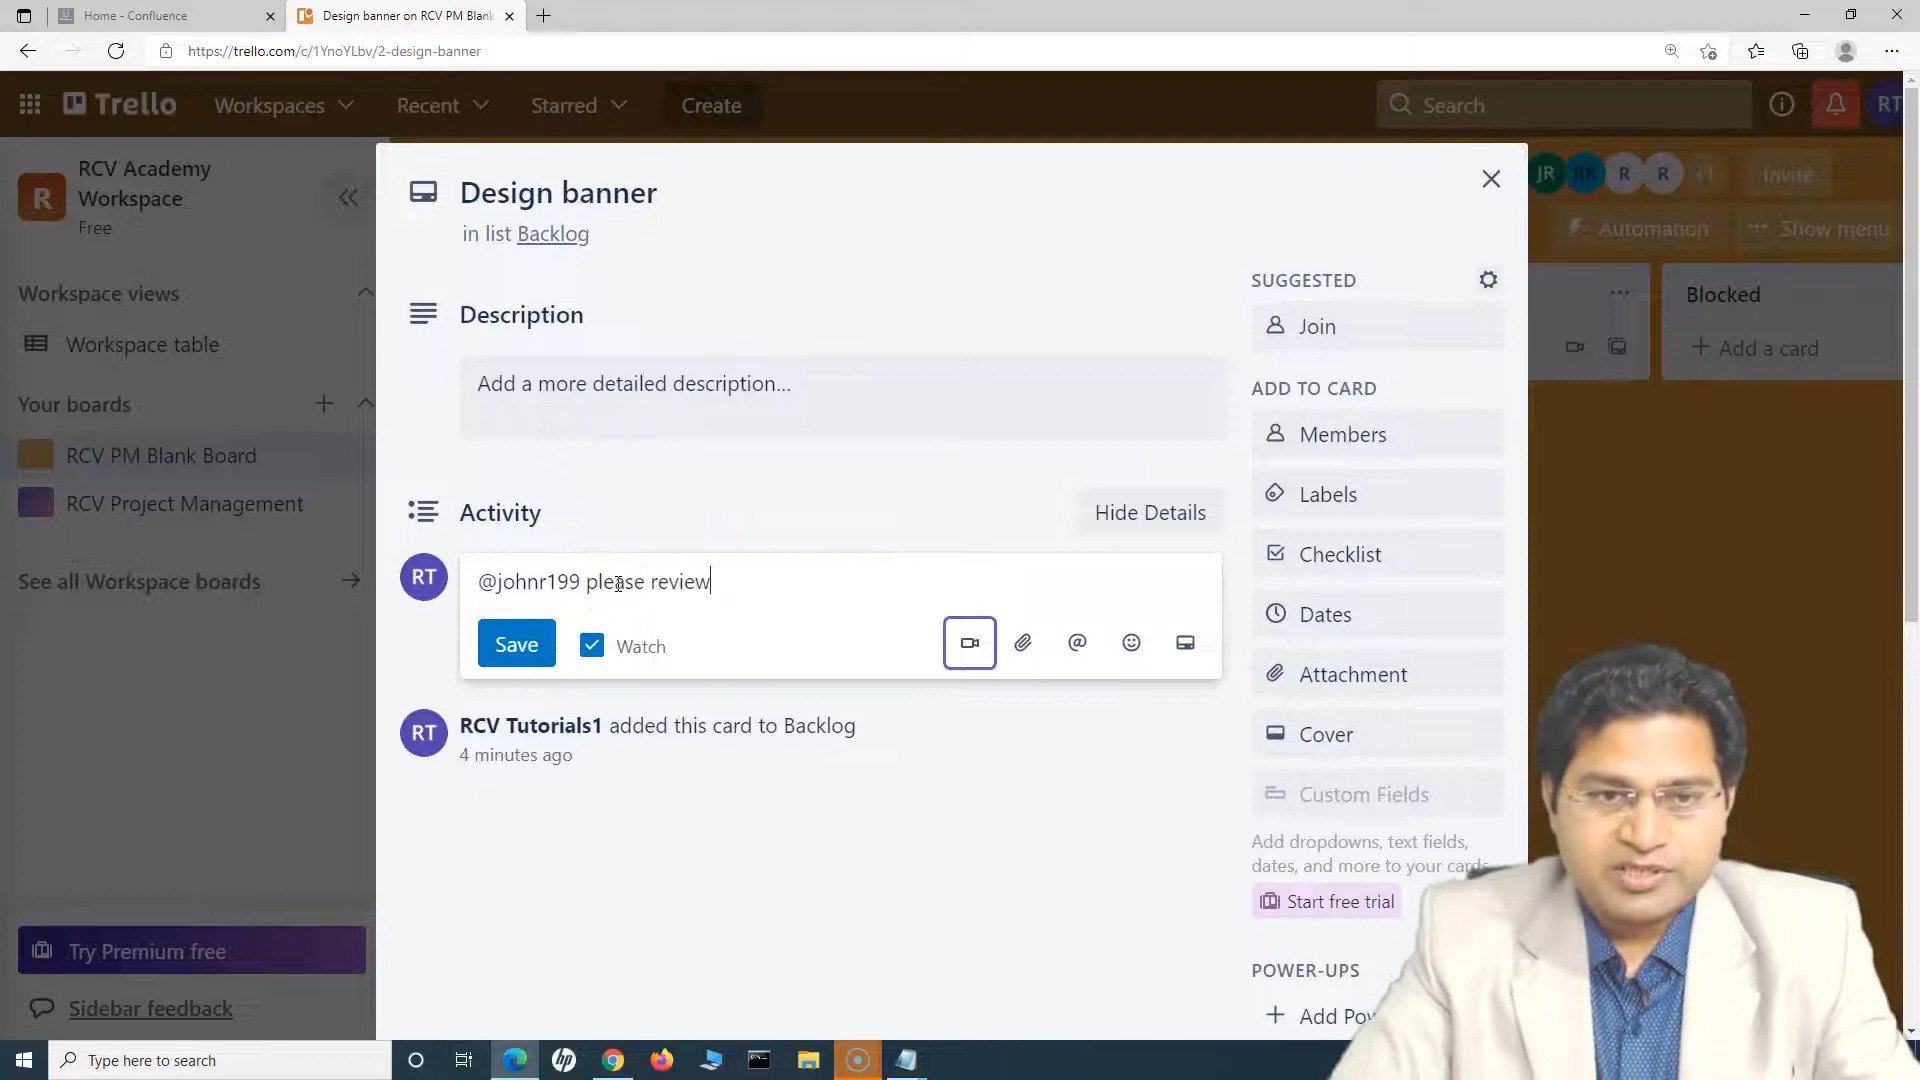 Home - Confluence
Design banner on RCV PM Blank
https://trello.com/c/1YnoYLbv/2-design-banner
Trello
Workspaces
Recent
Starred
Create
Search
RT
RCV Academy
Workspace
Free
R
Workspace views
Workspace table
Your boards
RCV PM Blank Board
RCV Project Management
See all Workspace boards
Try Premium free
Sidebar feedback
JR
RK
R
R
+1
Invite
Automation
Show menu
Blocked
Add a card
Design banner
in list Backlog
Description
Add a more detailed description...
Activity
Hide Details
RT
@johnr199 please review
Save
Watch
RT
RCV Tutorials1 added this card to Backlog
4 minutes ago
SUGGESTED
Join
ADD TO CARD
Members
Labels
Checklist
Dates
Attachment
Cover
Custom Fields
Add dropdowns, text fields,
dates, and more to your cards.
Start free trial
POWER-UPS
Type here to search